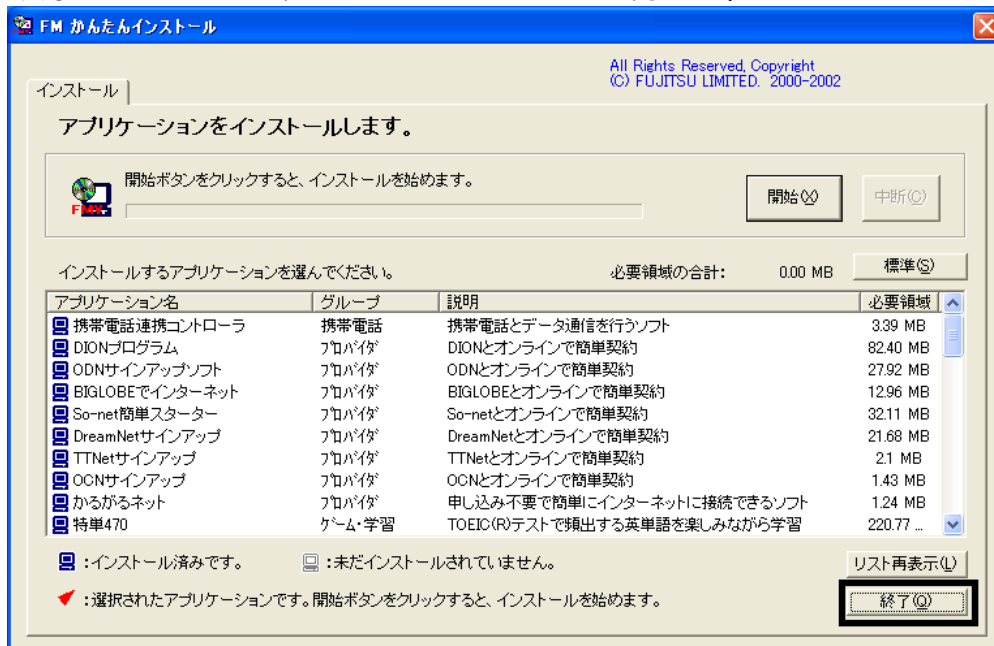 FM かんたんインストール
All Rights Reserved, Copyright
(C) FUJITSU LIMITED. 2000-2002
インストール
アプリケーションをインストールします。
開始ボタンをクリックすると、インストールを始めます。
FMV
開始(X)
中断(C)
インストールするアプリケーションを選んでください。
必要領域の合計: 0.00 MB
標準(S)
アプリケーション名 グループ 説明 必要領域
携帯電話連携コントローラ 携帯電話 携帯電話とデータ通信を行うソフト 3.39 MB
DIONプログラム プロバイダ DIONとオンラインで簡単契約 82.40 MB
ODNサインアップソフト プロバイダ ODNとオンラインで簡単契約 27.92 MB
BIGLOBEでインターネット プロバイダ BIGLOBEとオンラインで簡単契約 12.96 MB
So-net簡単スターター プロバイダ So-netとオンラインで簡単契約 32.11 MB
DreamNetサインアップ プロバイダ DreamNetとオンラインで簡単契約 21.68 MB
TTNetサインアップ プロバイダ TTNetとオンラインで簡単契約 2.1 MB
OCNサインアップ プロバイダ OCNとオンラインで簡単契約 1.43 MB
かるがるネット プロバイダ 申し込み不要で簡単にインターネットに接続できるソフト 1.24 MB
特単470 ゲーム・学習 TOEIC(R)テストで頻出する英単語を楽しみながら学習 220.77 ...
:インストール済みです。 :未だインストールされていません。
リスト再表示(L)
:選択されたアプリケーションです。開始ボタンをクリックすると、インストールを始めます。
終了(Q)